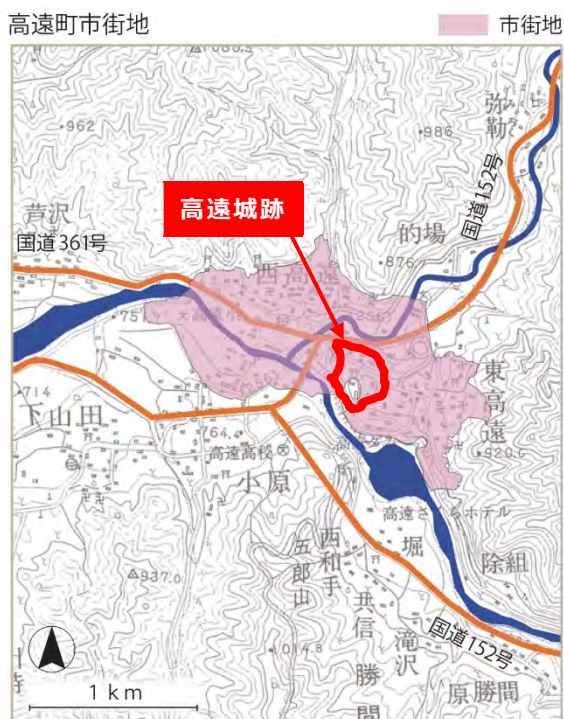 高遠町市街地
市街地
962
986
弥勒
高遠城跡
芦沢
国道361号
国道152号
的場
876
西高遠
東高遠
714
下山田
764.4
高遠高校
小原
920.6
高遠さくらホテル
堀
除組
西和手
五郎山
937.0
共信
滝沢
国道152号
勝間
原勝間
1km